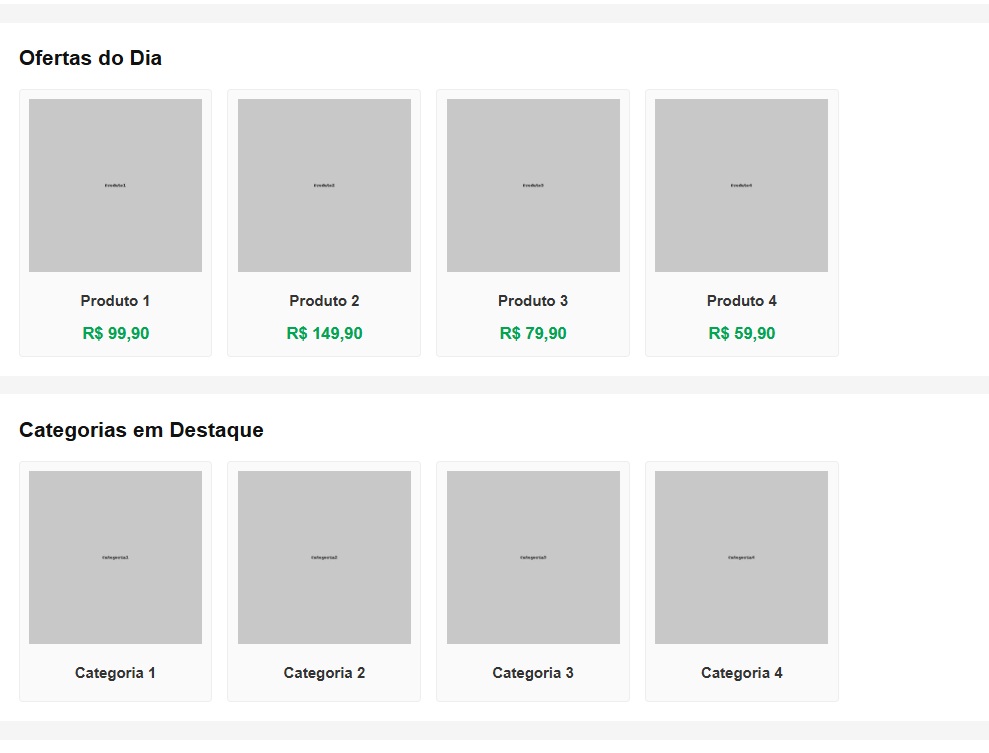 Ofertas do Dia
Produto1
Produto2
Produto3
Produto4
Produto 1
Produto 2
Produto 3
Produto 4
R$ 99,90
R$ 149,90
R$ 79,90
R$ 59,90
Categorias em Destaque
Categoria1
Categoria2
Categoria3
Categoria4
Categoria 1
Categoria 2
Categoria 3
Categoria 4